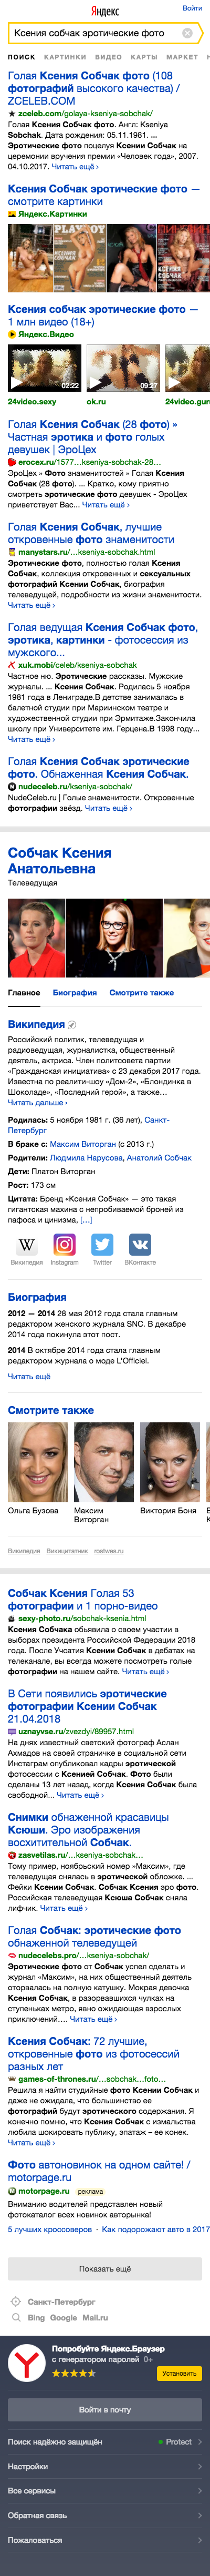 Яндекс
Войти
Ксения собчак эротические фото
ПОИСК КАРТИНКИ ВИДЕО КАРТЫ МАРКЕТ
Голая Ксения Собчак фото (108
фотографий высокого качества) /
ZCELEB.COM
zceleb.com/golaya-kseniya-sobchak/
Голая Ксения Собчак фото. Англ: Kseniya
Sobchak. Дата рождения: 05.11.1981. ...
Эротические фото поцелуя Ксении Собчак на
церемонии вручения премии «Человек года», 2007.
04.10.2017. Читать ещё ›
Ксения Собчак эротические фото —
смотрите картинки
Яндекс.Картинки
Ксения собчак эротические фото —
1 млн видео (18+)
Яндекс.Видео
02:22
09:27
24video.sexy
ok.ru
24video.guru
Голая Ксения Собчак (28 фото) »
Частная эротика и фото голых
девушек | ЭроЦех
erocex.ru/1577…kseniya-sobchak-28…
ЭроЦех » Фото знаменитостей » Голая Ксения
Собчак (28 фото). ... Кратко, кому приятно
смотреть эротические фото девушек - ЭроЦех
приветствует Вас... Читать ещё ›
Голая Ксения Собчак, лучшие
откровенные фото знаменитости
manystars.ru/…kseniya-sobchak.html
Эротические фото, полностью голая Ксения
Собчак, коллекция откровенных и сексуальных
фотографий Ксении Собчак, биография
телеведущей, подробности из жизни знаменитости.
Читать ещё ›
Голая ведущая Ксения Собчак фото,
эротика, картинки - фотосессия из
мужского...
xuk.mobi/celeb/kseniya-sobchak
Частные ню. Эротические рассказы. Мужские
журналы. ... Ксения Собчак. Родилась 5 ноября
1981 г. в Ленинграде.В детстве занималась в
балетной студии при Мариинском театре и
художественной студии при Эрмитаже.Закончила
школу при Университете им. Герцена.В 1998 году...
Читать ещё ›
Голая Ксения Собчак эротические
фото. Обнаженная Ксения Собчак.
nudeceleb.ru/kseniya-sobchak/
NudeCeleb.ru | Голые знаменитости. Откровенные
фотографии звёзд. Читать ещё ›
Собчак Ксения
Анатольевна
Телеведущая
Главное Биография Смотрите также
Википедия
Российский политик, телеведущая и
радиоведущая, журналистка, общественный
деятель, актриса. Член политсовета партии
«Гражданская инициатива» с 23 декабря 2017 года.
Известна по реалити-шоу «Дом-2», «Блондинка в
Шоколаде», «Последний герой», а также…
Читать дальше ›
Родилась: 5 ноября 1981 г. (36 лет), Санкт-
Петербург
В браке с: Максим Виторган (с 2013 г.)
Родители: Людмила Нарусова, Анатолий Собчак
Дети: Платон Виторган
Рост: 173 см
Цитата: Бренд «Ксения Собчак» — это такая
гигантская машина с непробиваемой броней из
пафоса и цинизма, […]
W
Википедия
Instagram
Twitter
ВКонтакте
Биография
2012 — 2014 28 мая 2012 года стала главным
редактором женского журнала SNC. В декабре
2014 года покинула этот пост.
2014 В октябре 2014 года стала главным
редактором журнала о моде L'Officiel.
Читать ещё
Смотрите также
Ольга Бузова
Максим
Виторган
Виктория Боня
Википедия Викицитатник rostwes.ru
Собчак Ксения Голая 53
фотографии и 1 порно-видео
sexy-photo.ru/sobchak-ksenia.html
Ксения Собчака объявила о своем участии в
выборах президента Российской Федерации 2018
года. После Участия Ксении Собчак в дебатах на
телеканале, вы всегда можете посмотреть голые
фотографии на нашем сайте. Читать ещё ›
В Сети появились эротические
фотографии Ксении Собчак
21.04.2018
uznayvse.ru/zvezdyi/89957.html
На днях известный самому фотограф Аслан
Ахмадов на своей странице в социальной сети
Инстаграм опубликовал кадры эротической
фотосессии с Ксенией Собчак. Фото были
сделаны 13 лет назад, когда Ксения Собчак была
свободной... Читать ещё ›
Снимки обнаженной красавицы
Ксюши. Эро изображения
восхитительной Собчак.
zasvetilas.ru/…kseniya-sobchak…
Тому пример, ноябрьский номер «Максим», где
телеведущая снялась в эротической обложке. ...
Фейки Ксении Собчак. Собчак Ксения эро фото.
Российская телеведущая Ксюша Собчак сняла
лифчик. Читать ещё ›
Голая Собчак: эротические фото
обнаженной телеведущей
nudecelebs.pro/…kseniya-sobchak/
Эротические фото от Собчак успел сделать и
журнал «Максим», на них общественный деятель
оторвалась на полную катушку. Мокрая девочка
Ксения Собчак, в разорвавшихся чулках на
ступеньках подъезда, ожидающая взрослых
приключений.… Читать ещё ›
Ксения Собчак: 72 лучшие,
откровенные фото из фотосессий
разных лет
games-of-thrones.ru/…sobchak…foto…
Решила я найти студийные фото Ксении Собчак и
даже не ожидала, что большинство ее
фотографий будут эротического содержания. Я
конечно, что Ксения Собчак с измальства
любила шокировать публику, эпатаж – ее конек.
Читать ещё ›
Фото автоновинок на одном сайте! /
motorpage.ru
motorpage.ru реклама
Вниманию водителей представлен новый
фотокаталог всех новинок авторынка!
5 лучших кроссоверов - Как подорожают авто в 2017
Показать ещё
Санкт-Петербург
Bing Google Mail.ru
Попробуйте Яндекс.Браузер
с генератором паролей 0+
Установить
Войти в почту
Поиск надёжно защищён
Protect
Настройки
Все сервисы
Обратная связь
Пожаловаться